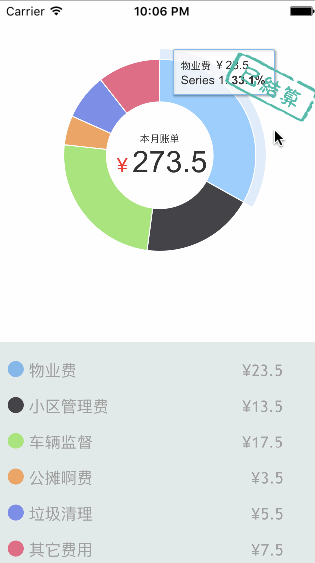 Carrier 10:06 PM
物业费 ¥23.5
Series 1: 33.1%
已结算
本月账单
¥273.5
物业费 ¥23.5
小区管理费 ¥13.5
车辆监督 ¥17.5
公摊啊费 ¥3.5
垃圾清理 ¥5.5
其它费用 ¥7.5